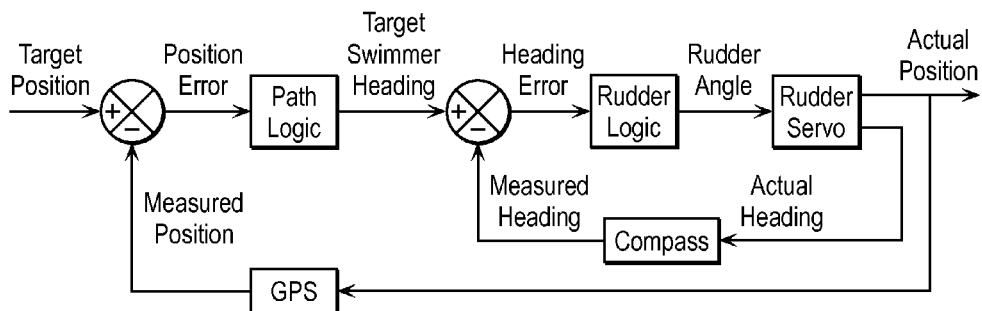 Target
Position
+
−
Position
Error
Path
Logic
Target
Swimmer
Heading
+
−
Heading
Error
Rudder
Logic
Rudder
Angle
Rudder
Servo
Actual
Position
Measured
Position
Measured
Heading
Compass
Actual
Heading
GPS